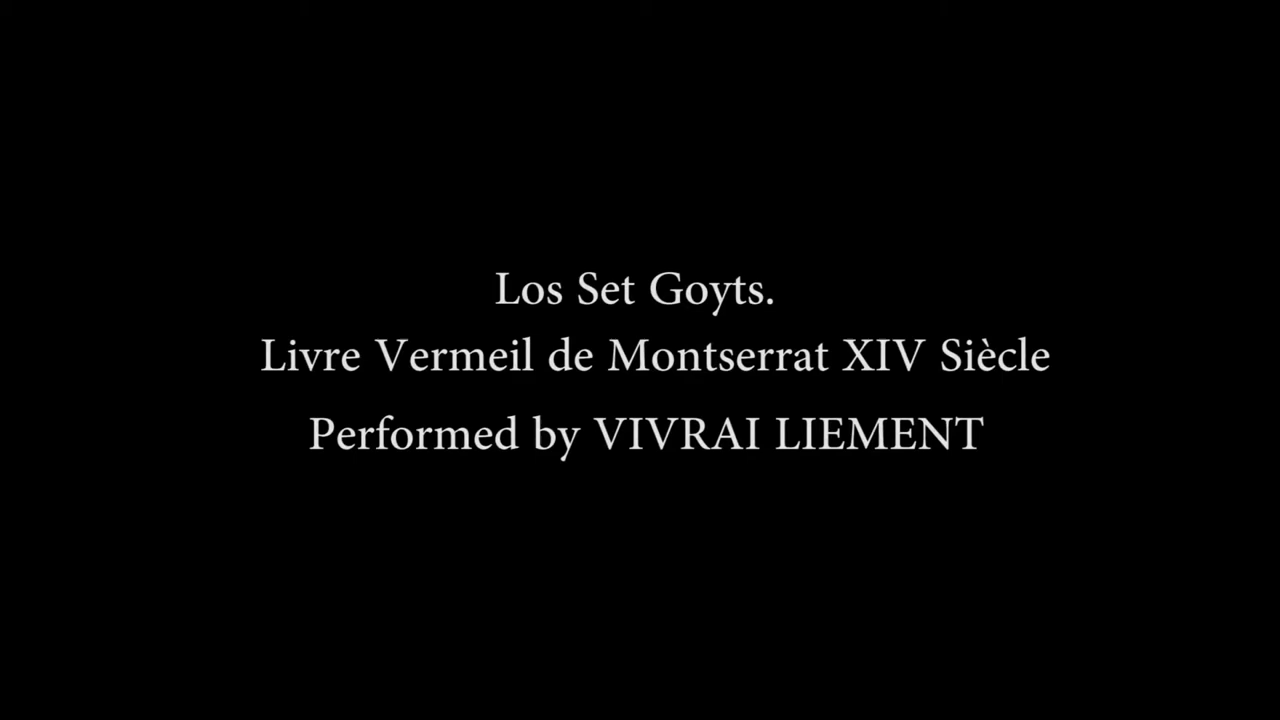 Los Set Goyts.
Livre Vermeil de Montserrat XIV Siècle
Performed by VIVRAI LIEMENT